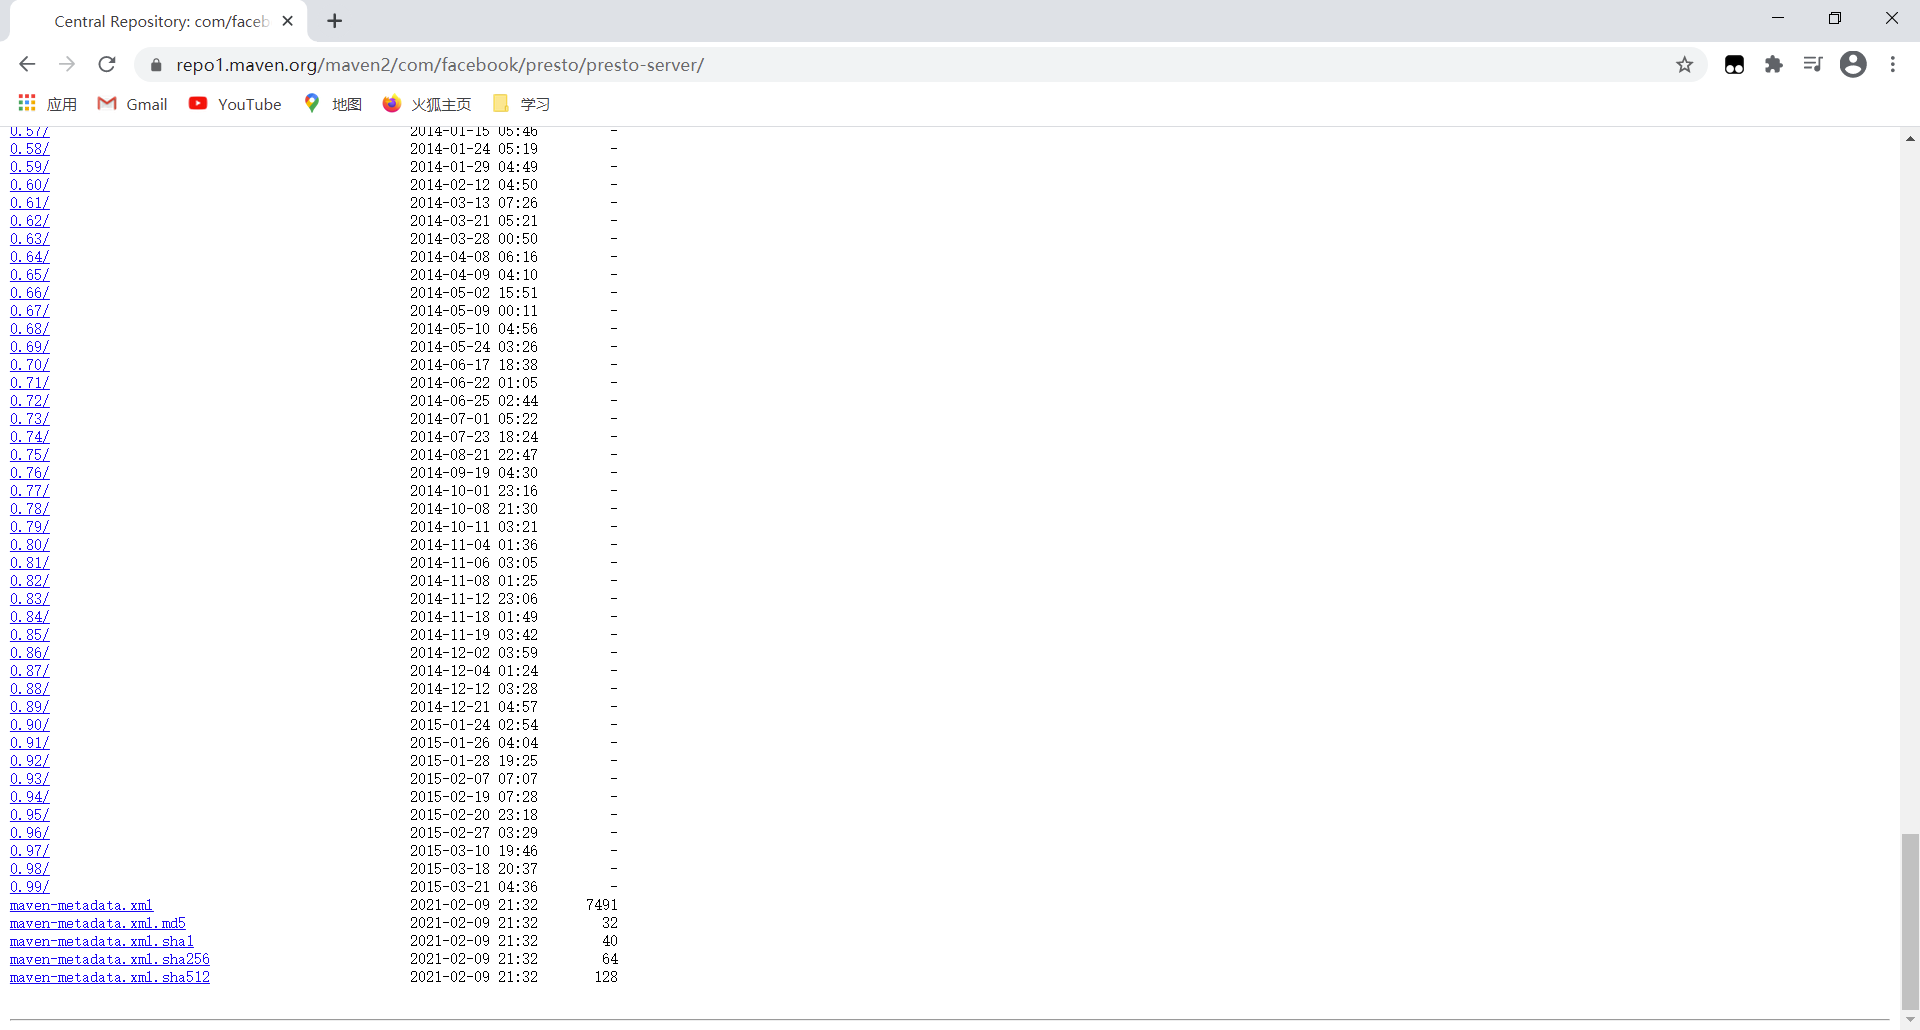 Central Repository: com/faceb
repo1.maven.org/maven2/com/facebook/presto/presto-server/
应用 Gmail YouTube 地图 火狐主页 学习
0.57/ 2014-01-15 05:46 -
0.58/ 2014-01-24 05:19 -
0.59/ 2014-01-29 04:49 -
0.60/ 2014-02-12 04:50 -
0.61/ 2014-03-13 07:26 -
0.62/ 2014-03-21 05:21 -
0.63/ 2014-03-28 00:50 -
0.64/ 2014-04-08 06:16 -
0.65/ 2014-04-09 04:10 -
0.66/ 2014-05-02 15:51 -
0.67/ 2014-05-09 00:11 -
0.68/ 2014-05-10 04:56 -
0.69/ 2014-05-24 03:26 -
0.70/ 2014-06-17 18:38 -
0.71/ 2014-06-22 01:05 -
0.72/ 2014-06-25 02:44 -
0.73/ 2014-07-01 05:22 -
0.74/ 2014-07-23 18:24 -
0.75/ 2014-08-21 22:47 -
0.76/ 2014-09-19 04:30 -
0.77/ 2014-10-01 23:16 -
0.78/ 2014-10-08 21:30 -
0.79/ 2014-10-11 03:21 -
0.80/ 2014-11-04 01:36 -
0.81/ 2014-11-06 03:05 -
0.82/ 2014-11-08 01:25 -
0.83/ 2014-11-12 23:06 -
0.84/ 2014-11-18 01:49 -
0.85/ 2014-11-19 03:42 -
0.86/ 2014-12-02 03:59 -
0.87/ 2014-12-04 01:24 -
0.88/ 2014-12-12 03:28 -
0.89/ 2014-12-21 04:57 -
0.90/ 2015-01-24 02:54 -
0.91/ 2015-01-26 04:04 -
0.92/ 2015-01-28 19:25 -
0.93/ 2015-02-07 07:07 -
0.94/ 2015-02-19 07:28 -
0.95/ 2015-02-20 23:18 -
0.96/ 2015-02-27 03:29 -
0.97/ 2015-03-10 19:46 -
0.98/ 2015-03-18 20:37 -
0.99/ 2015-03-21 04:36 -
maven-metadata.xml 2021-02-09 21:32 7491
maven-metadata.xml.md5 2021-02-09 21:32 32
maven-metadata.xml.sha1 2021-02-09 21:32 40
maven-metadata.xml.sha256 2021-02-09 21:32 64
maven-metadata.xml.sha512 2021-02-09 21:32 128